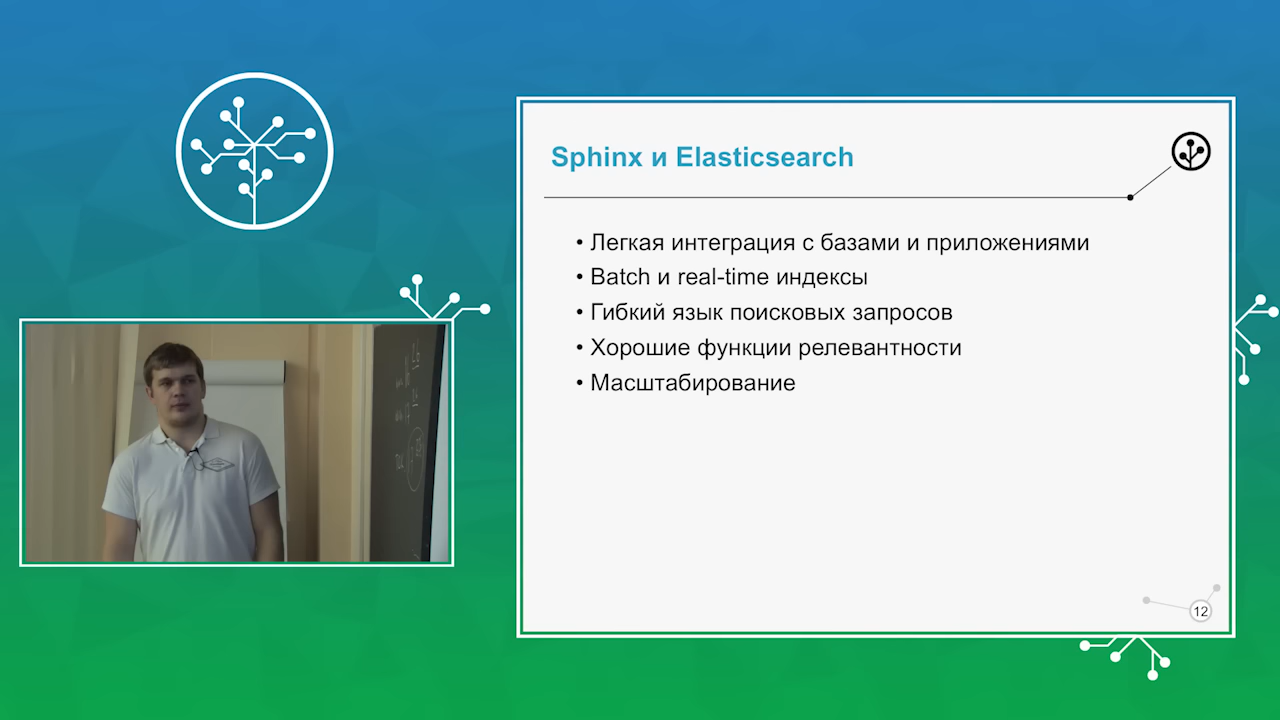 Sphinx и Elasticsearch
• Легкая интеграция с базами и приложениями
• Batch и real-time индексы
• Гибкий язык поисковых запросов
• Хорошие функции релевантности
• Масштабирование
12